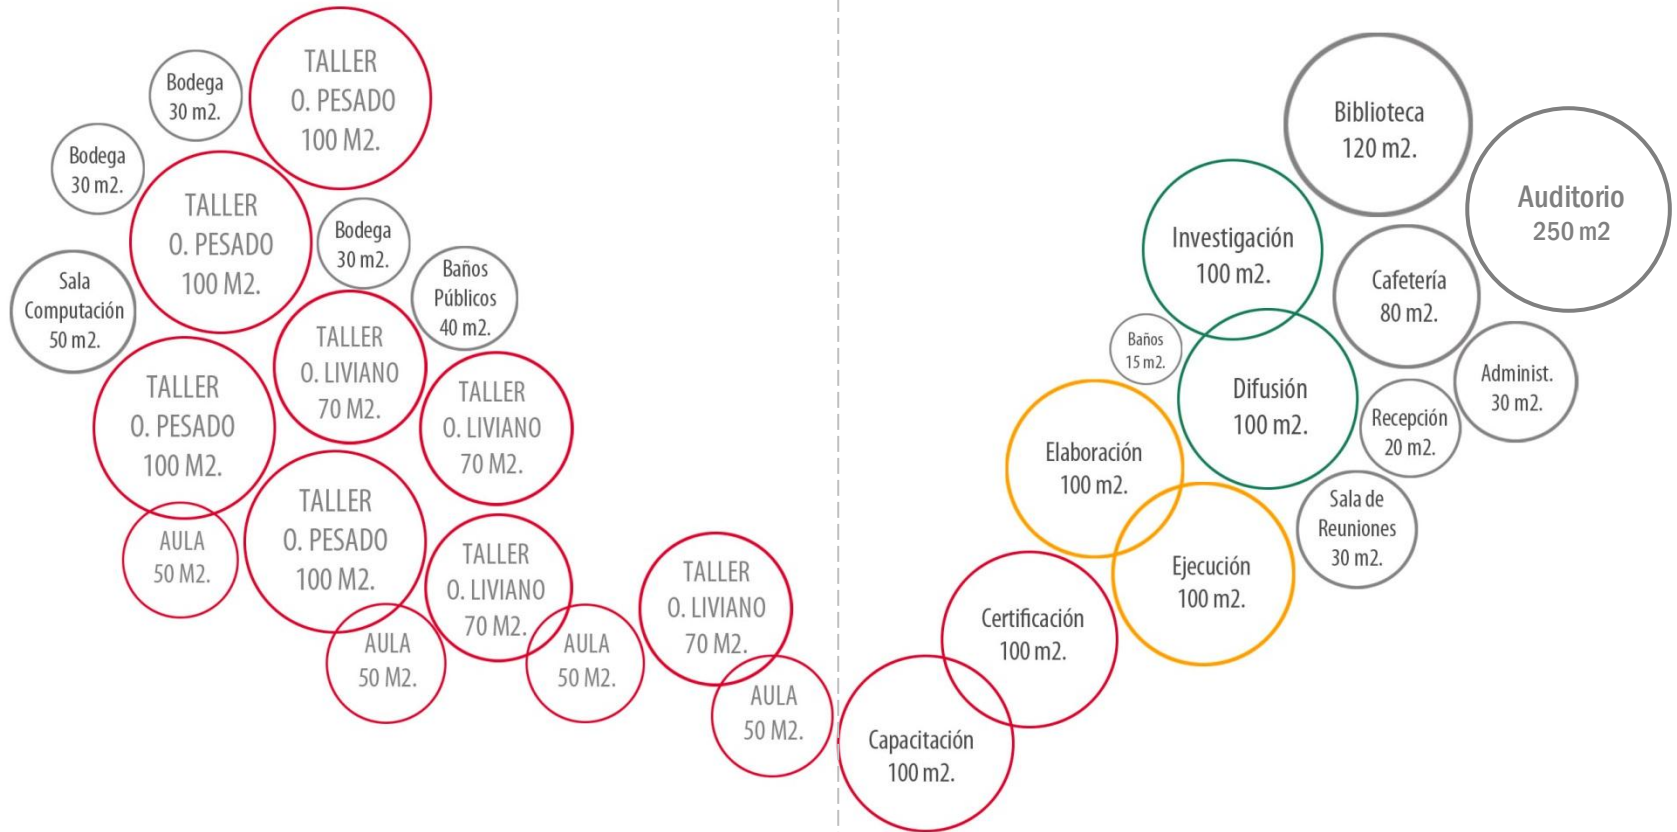 TALLER
O. PESADO
100 M2.
Bodega
30 m2.
Bodega
30 m2.
TALLER
O. PESADO
100 M2.
Bodega
30 m2.
Sala
Computación
50 m2.
Baños
Públicos
40 m2.
TALLER
O. LIVIANO
70 M2.
TALLER
O. PESADO
100 M2.
TALLER
O. LIVIANO
70 M2.
TALLER
O. PESADO
100 M2.
AULA
50 M2.
TALLER
O. LIVIANO
70 M2.
TALLER
O. LIVIANO
70 M2.
AULA
50 M2.
AULA
50 M2.
AULA
50 M2.
Biblioteca
120 m2.
Auditorio
250 m2
Investigación
100 m2.
Cafetería
80 m2.
Baños
15 m2.
Difusión
100 m2.
Administ.
30 m2.
Recepción
20 m2.
Elaboración
100 m2.
Sala de
Reuniones
30 m2.
Ejecución
100 m2.
Certificación
100 m2.
Capacitación
100 m2.